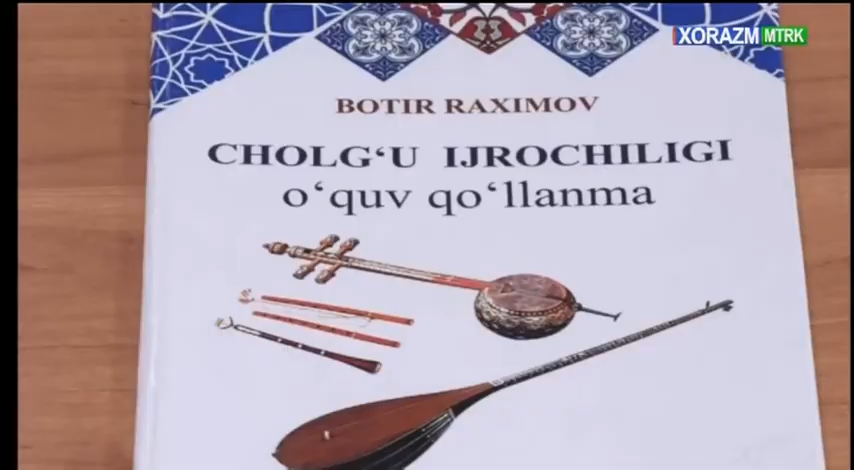 XORAZM MTRK
BOTIR RAXIMOV
CHOLG‘U IJROCHILIGI
o‘quv qo‘llanma